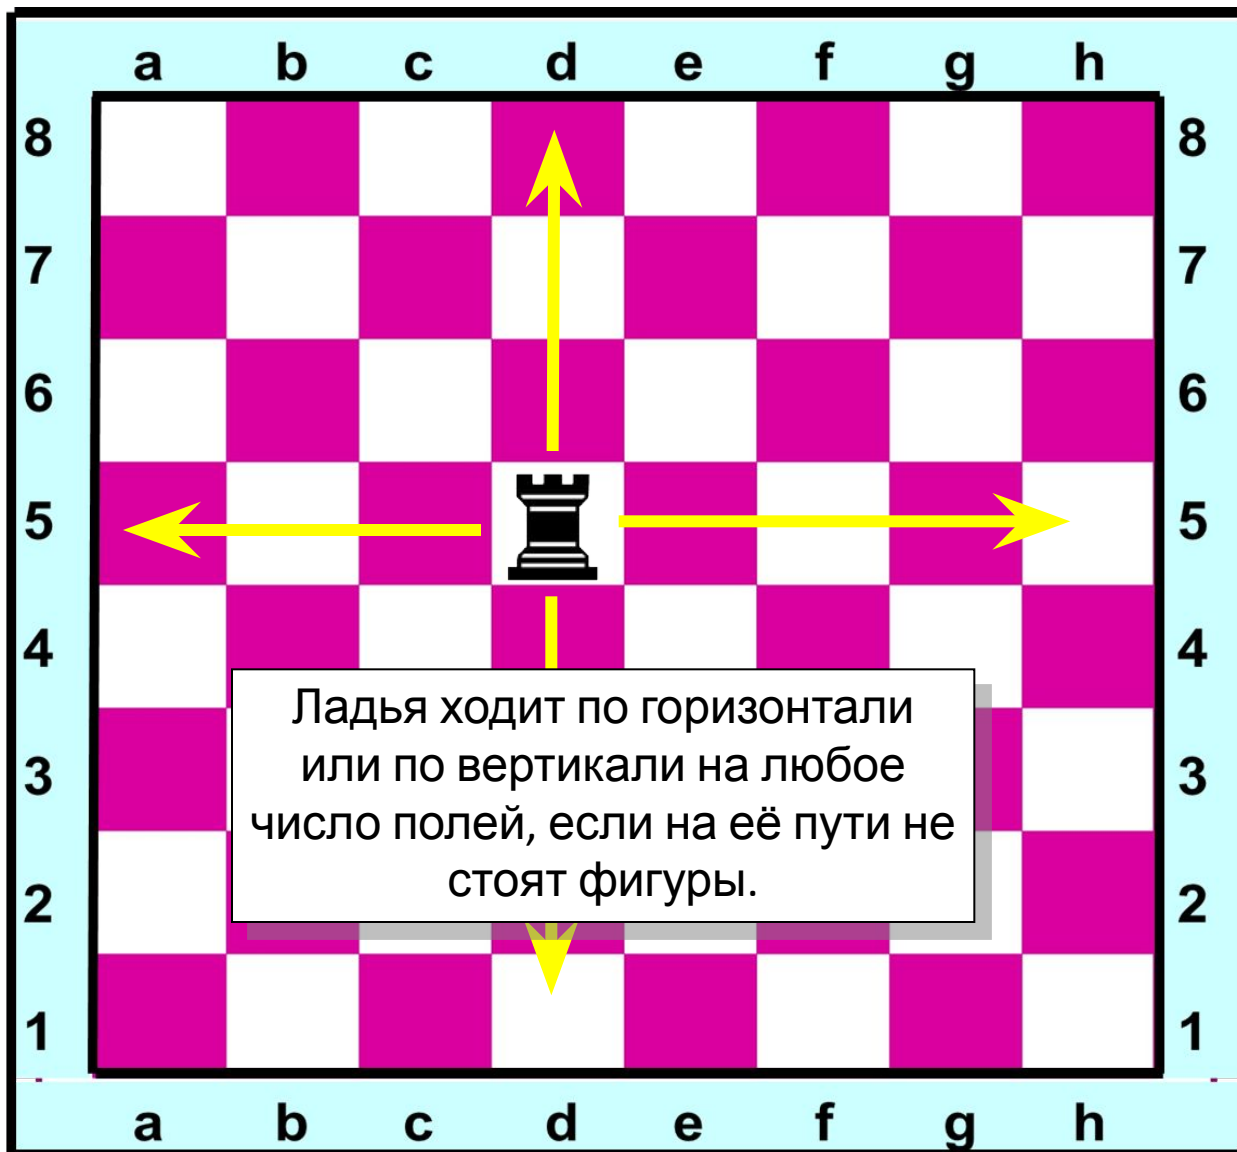 a b c d e f g h
8 8
7 7
6 6
5 5
4 4
Ладья ходит по горизонтали
или по вертикали на любое
3 3
число полей, если на её пути не
стоят фигуры.
2 2
1 1
a b c d e f g h